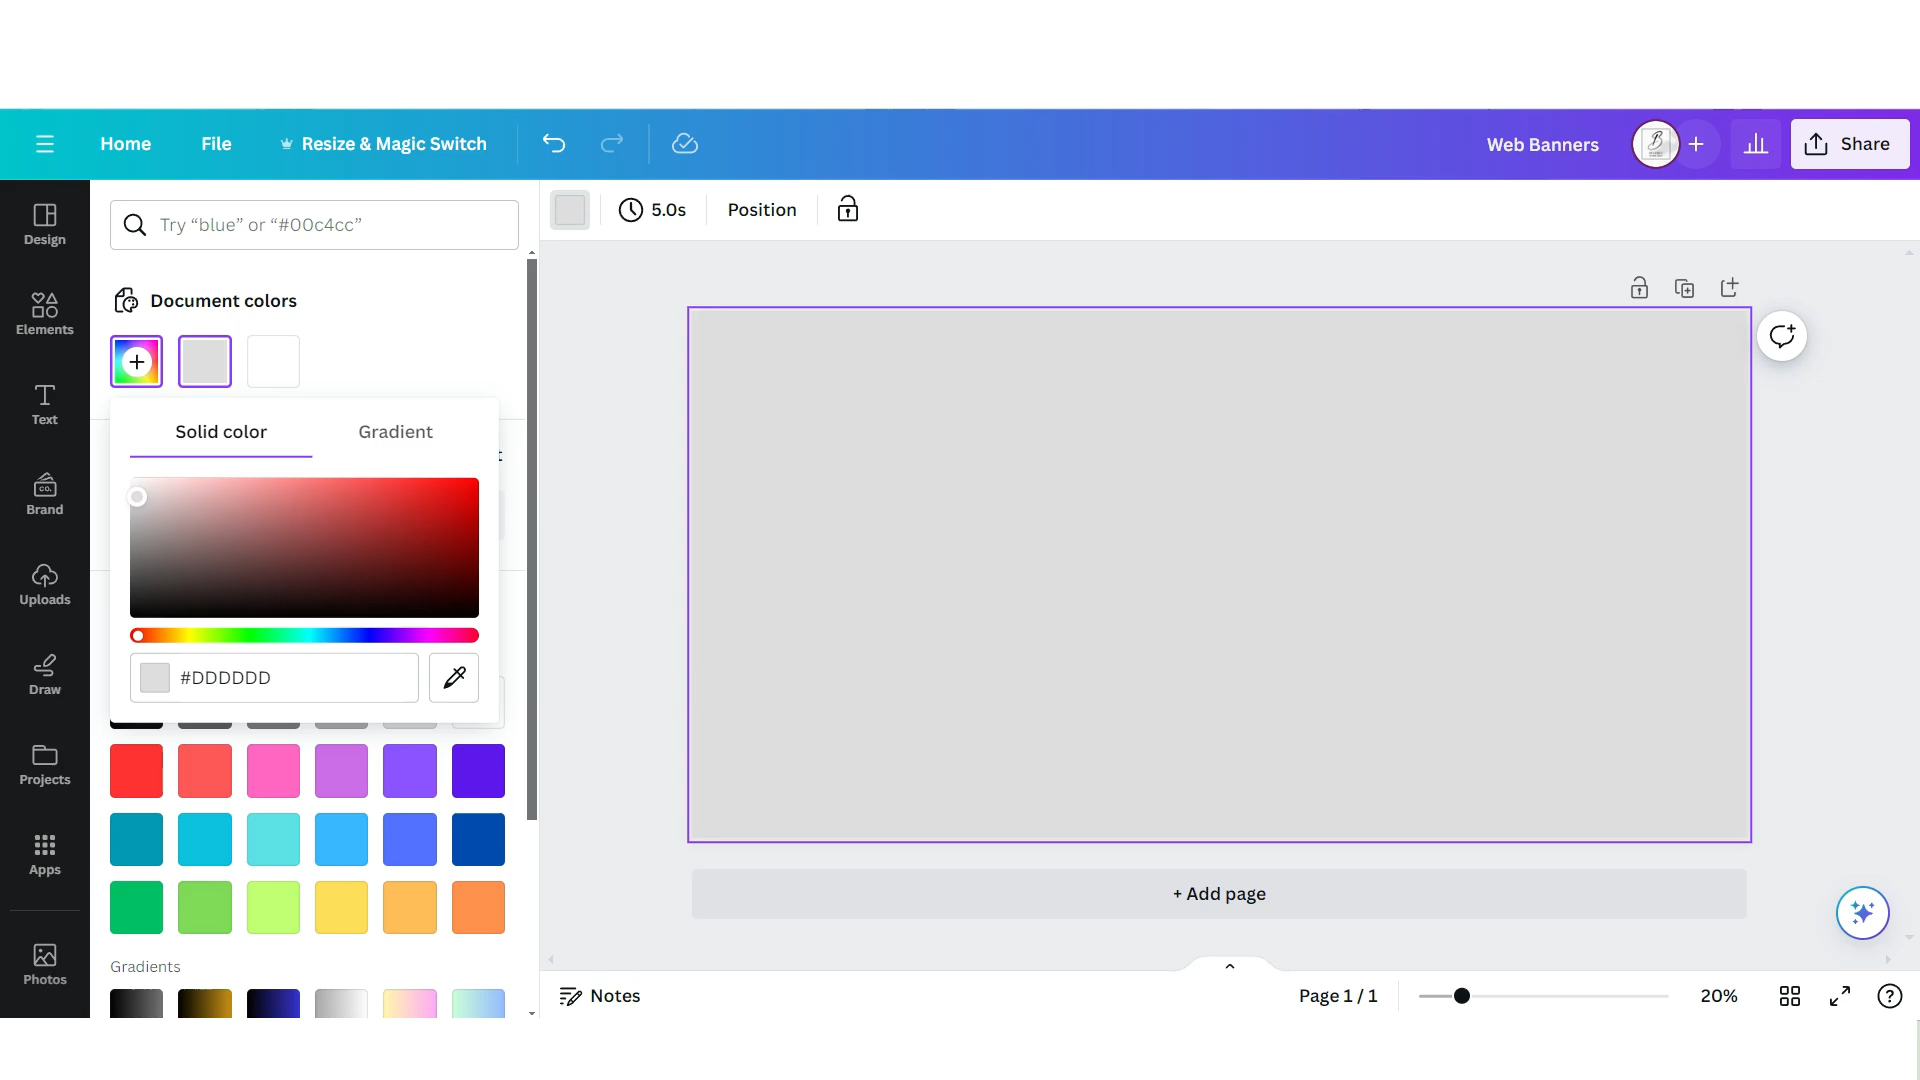 Home File Resize & Magic Switch Web Banners Share
Try “blue” or “#00c4cc” 5.0s Position
Design
Document colors
Elements
Solid color Gradient
Text
Brand
Uploads
#DDDDDD
Draw
Projects
Apps
+ Add page
Gradients
Photos
Notes Page 1 / 1 20%